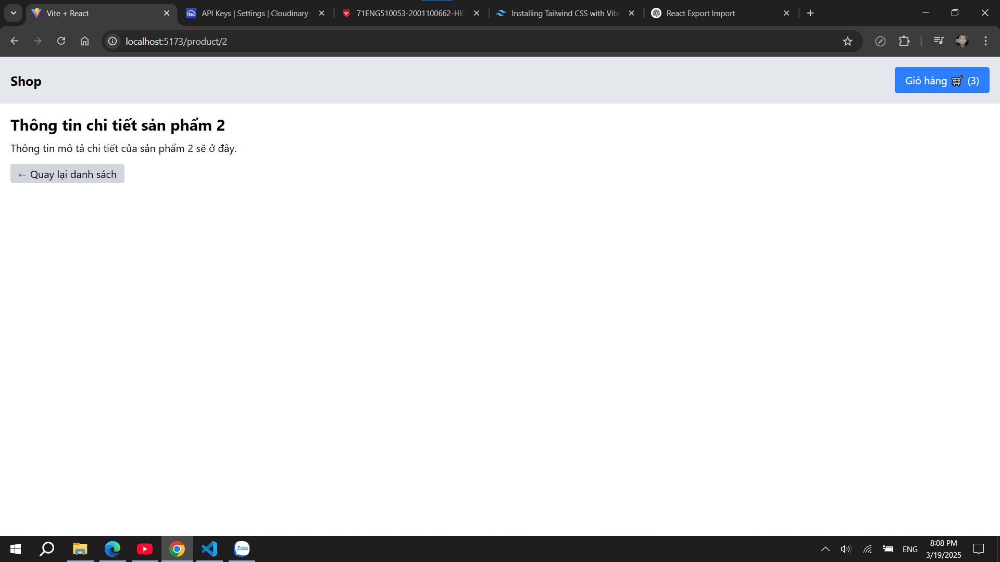 Vite + React
API Keys | Settings | Cloudinary
71ENG510053-2001100662-HK
Installing Tailwind CSS with Vite
React Export Import
localhost:5173/product/2
Shop
Giỏ hàng 🛒 (3)
Thông tin chi tiết sản phẩm 2
Thông tin mô tả chi tiết của sản phẩm 2 sẽ ở đây.
← Quay lại danh sách
Zalo
ENG
8:08 PM
3/19/2025